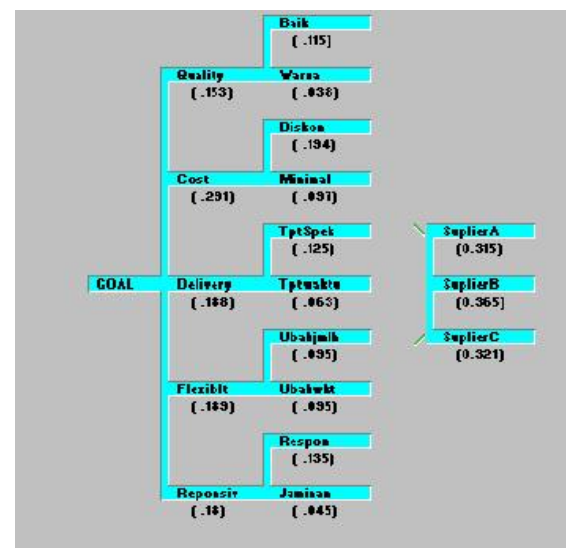 Baik
( .115)
Quality
Warna
( .153)
( .038)
Diskon
( .194)
Cost
Minimal
( .291)
( .097)
TptSpek
( .125)
SuplierA
(0.315)
GOAL
Delivery
Tptwaktu
SuplierB
( .188)
( .063)
(0.365)
Ubahjmlh
( .095)
SuplierC
(0.321)
Flexiblt
Ubahwkt
( .189)
( .095)
Respon
( .135)
Reponsiv
Jaminan
( .18)
( .045)